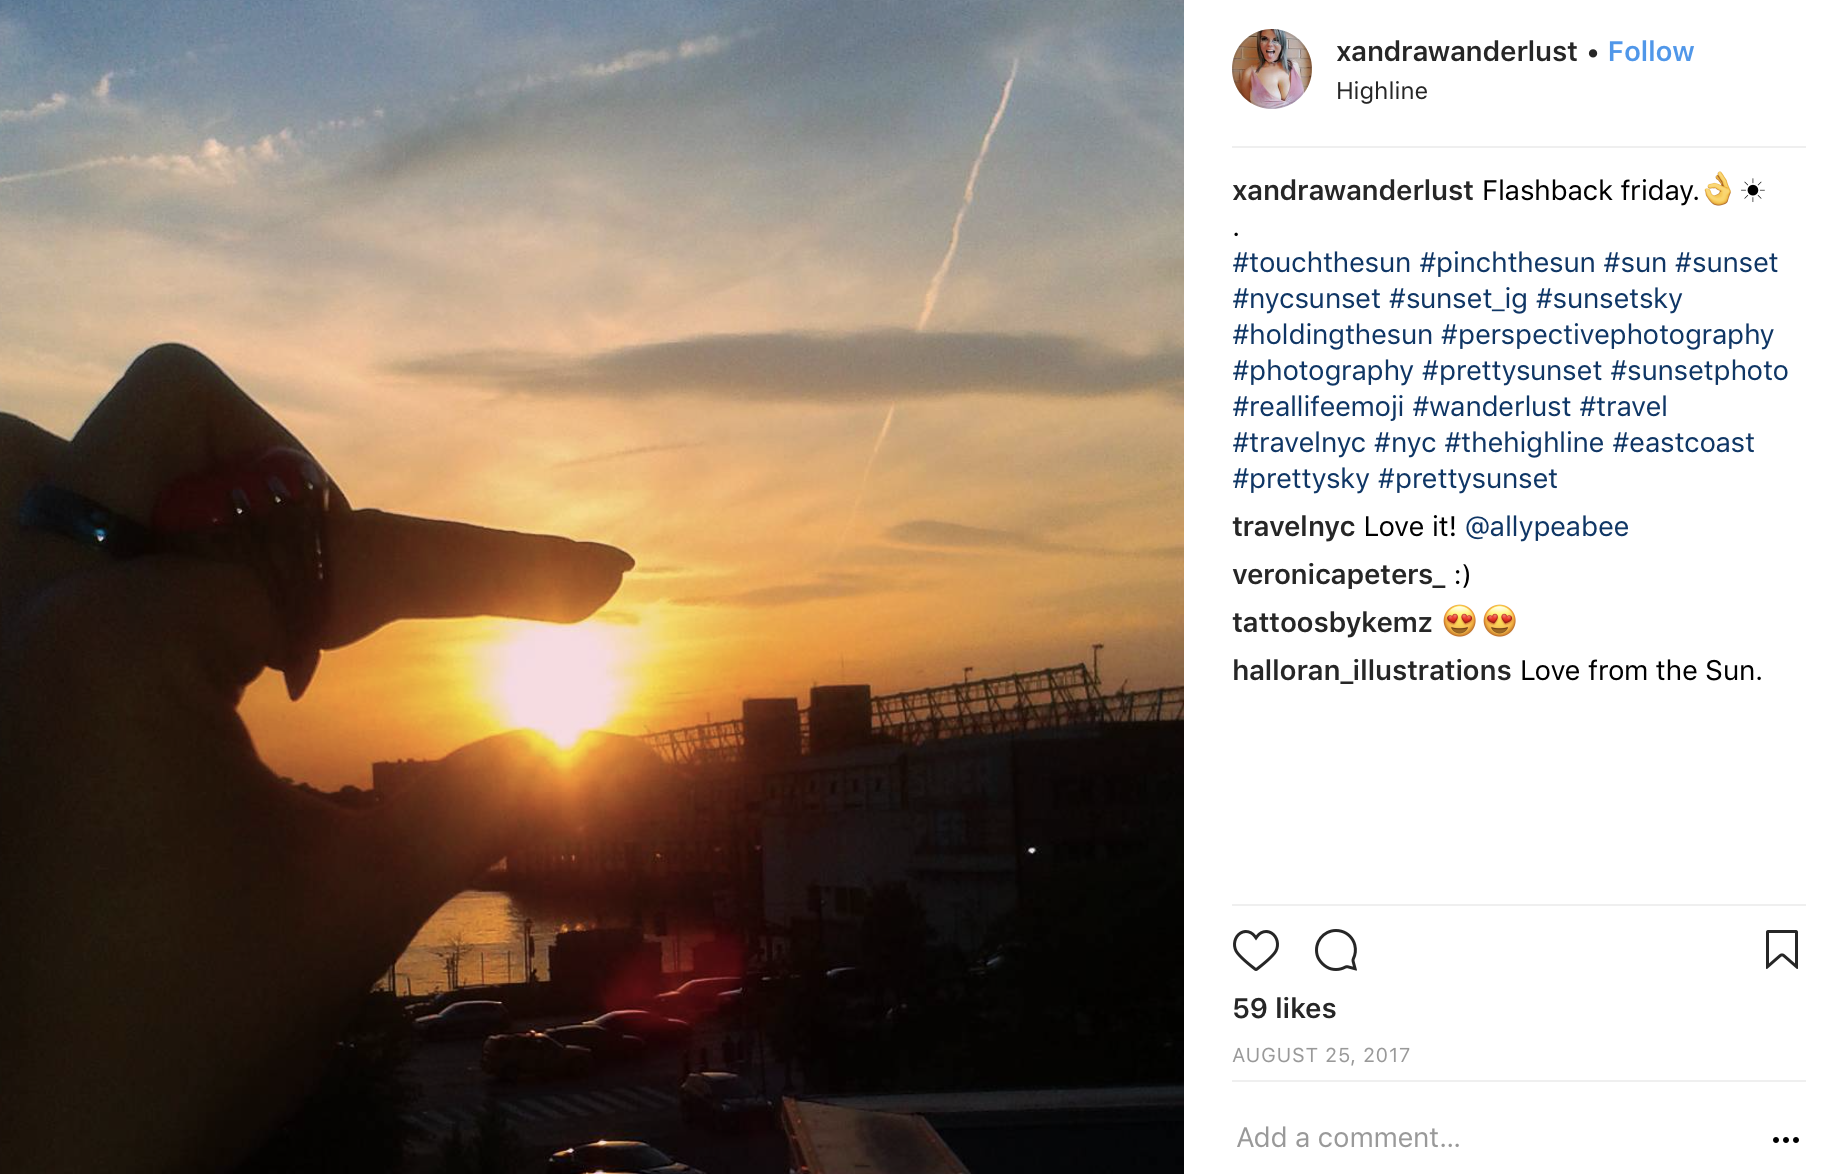 xandrawanderlust • Follow
Highline
xandrawanderlust Flashback friday.👌☀
.
#touchthesun #pinchthesun #sun #sunset
#nycsunset #sunset_ig #sunsetsky
#holdingthesun #perspectivephotography
#photography #prettysunset #sunsetphoto
#reallifeemoji #wanderlust #travel
#travelnyc #nyc #thehighline #eastcoast
#prettysky #prettysunset
travelnyc Love it! @allypeabee
veronicapeters_ :)
tattoosbykemz 😍😍
halloran_illustrations Love from the Sun.
59 likes
AUGUST 25, 2017
Add a comment...